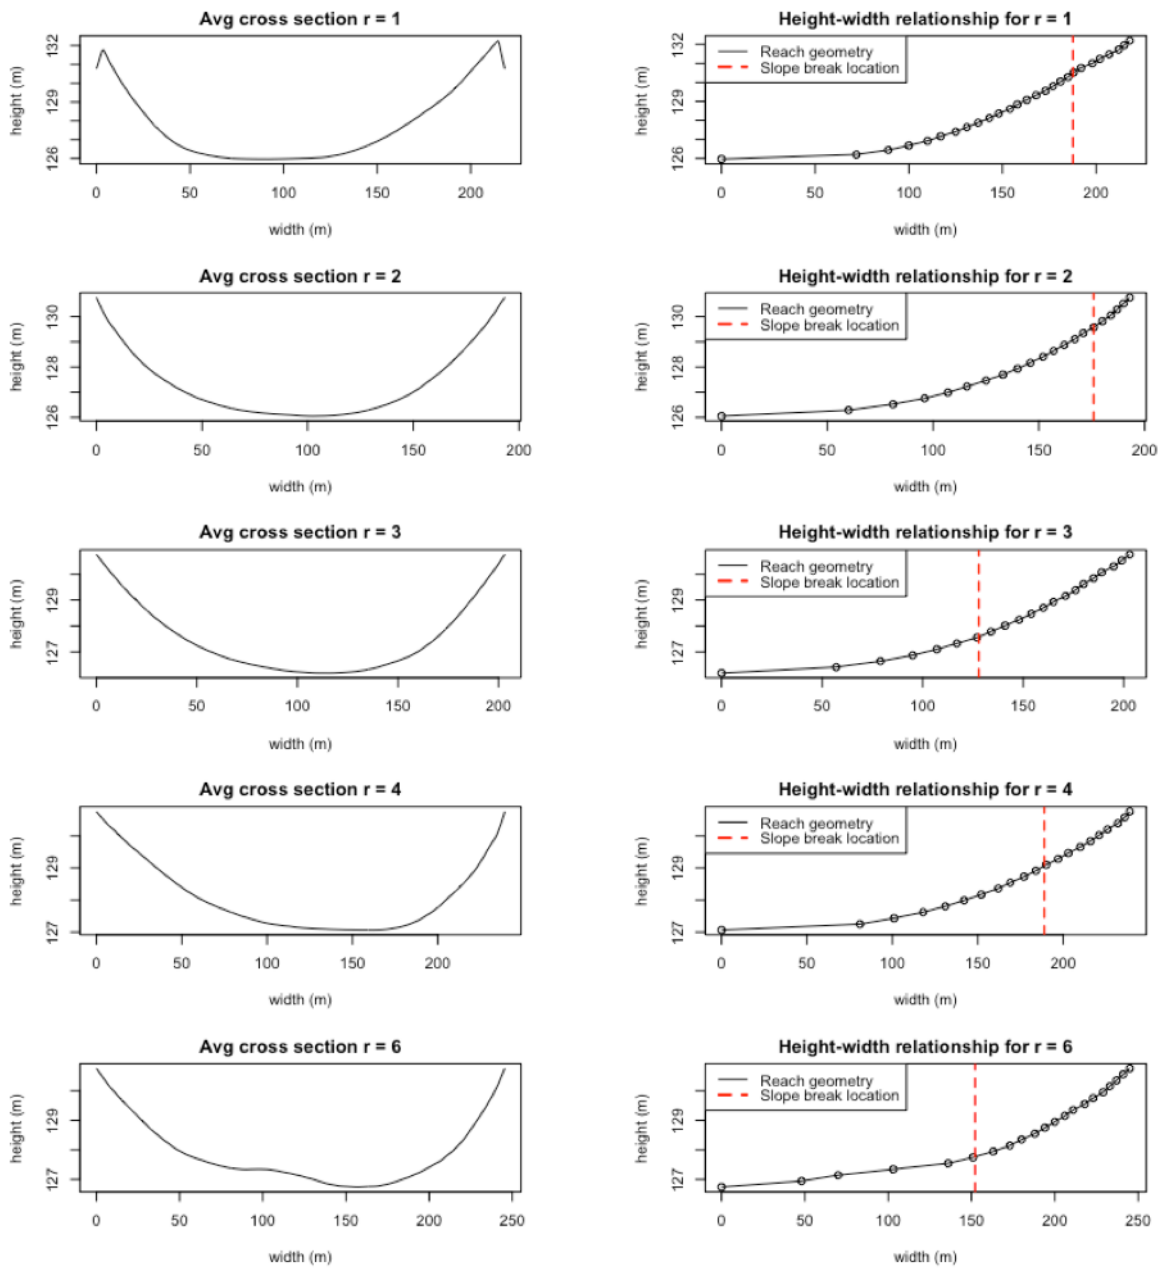 Avg cross section r = 1
height (m)
132
129
126
0 50 100 150 200
width (m)
Height-width relationship for r = 1
Reach geometry
Slope break location
height (m)
132
129
126
0 50 100 150 200
width (m)
Avg cross section r = 2
height (m)
130
128
126
0 50 100 150 200
width (m)
Height-width relationship for r = 2
Reach geometry
Slope break location
height (m)
130
128
126
0 50 100 150 200
width (m)
Avg cross section r = 3
height (m)
129
127
0 50 100 150 200
width (m)
Height-width relationship for r = 3
Reach geometry
Slope break location
height (m)
129
127
0 50 100 150 200
width (m)
Avg cross section r = 4
height (m)
129
127
0 50 100 150 200
width (m)
Height-width relationship for r = 4
Reach geometry
Slope break location
height (m)
129
127
0 50 100 150 200
width (m)
Avg cross section r = 6
height (m)
129
127
0 50 100 150 200 250
width (m)
Height-width relationship for r = 6
Reach geometry
Slope break location
height (m)
129
127
0 50 100 150 200 250
width (m)